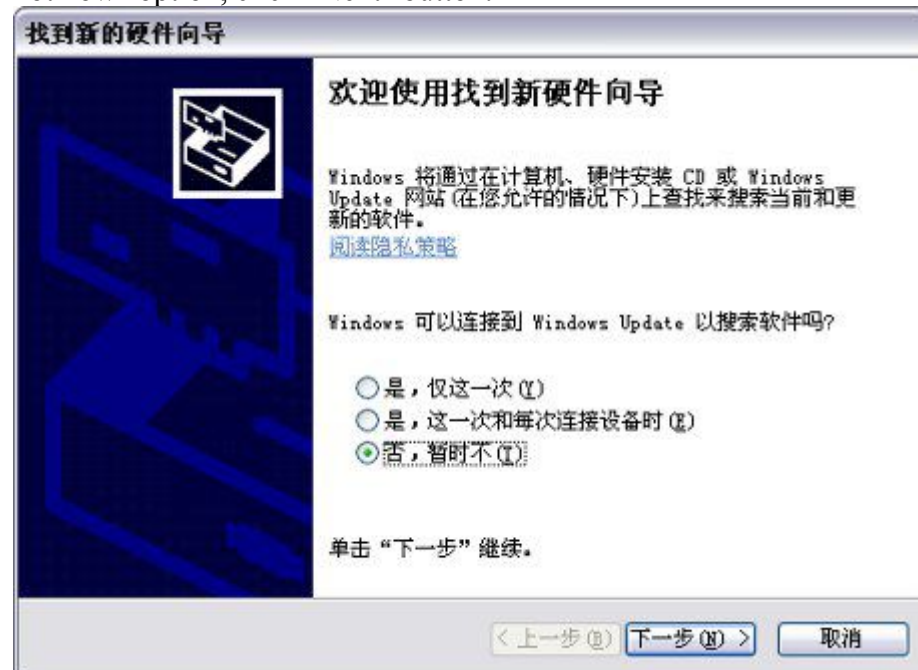 找到新的硬件向导
欢迎使用找到新硬件向导
Windows 将通过在计算机、硬件安装 CD 或 Windows
Update 网站(在您允许的情况下)上查找来搜索当前和更
新的软件。
阅读隐私策略
Windows 可以连接到 Windows Update 以搜索软件吗?
是，仅这一次(Y)
是，这一次和每次连接设备时(E)
否，暂时不(T)
单击“下一步”继续。
< 上一步(B) 下一步(N) > 取消